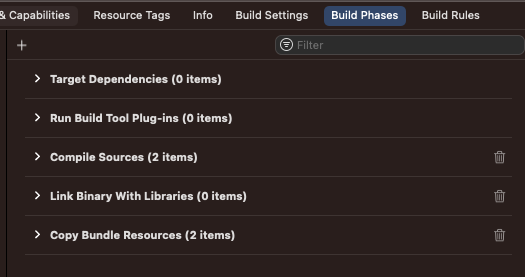 & Capabilities Resource Tags Info Build Settings Build Phases Build Rules
+ Filter
Target Dependencies (0 items)
Run Build Tool Plug-ins (0 items)
Compile Sources (2 items)
Link Binary With Libraries (0 items)
Copy Bundle Resources (2 items)